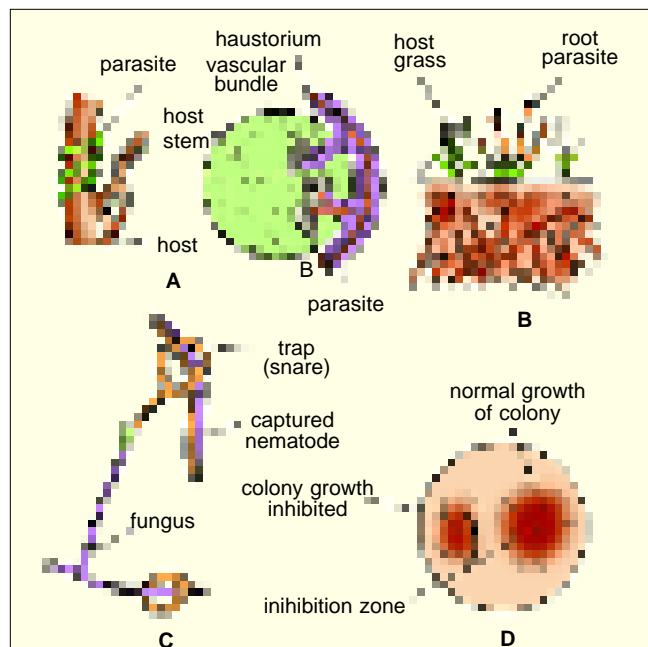 parasite
host
stem
host
A
haustorium
vascular
bundle
B
parasite
host
grass
root
parasite
B
trap
(snare)
captured
nematode
fungus
C
normal growth
of colony
colony growth
inhibited
inihibition zone
D